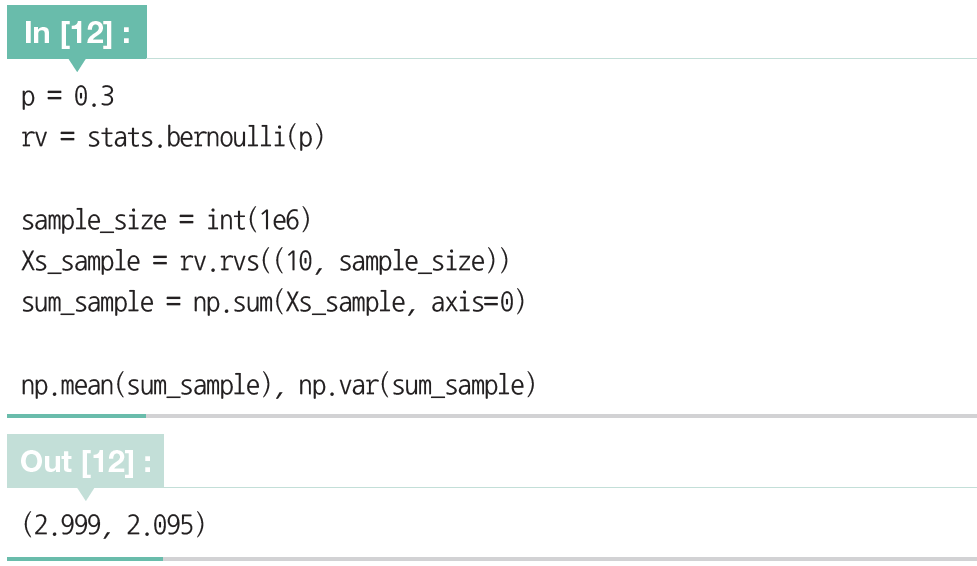 In [12] :
p = 0.3
rv = stats.bernoulli(p)
sample_size = int(1e6)
Xs_sample = rv.rvs((10, sample_size))
sum_sample = np.sum(Xs_sample, axis=0)
np.mean(sum_sample), np.var(sum_sample)
Out [12] :
(2.999, 2.095)